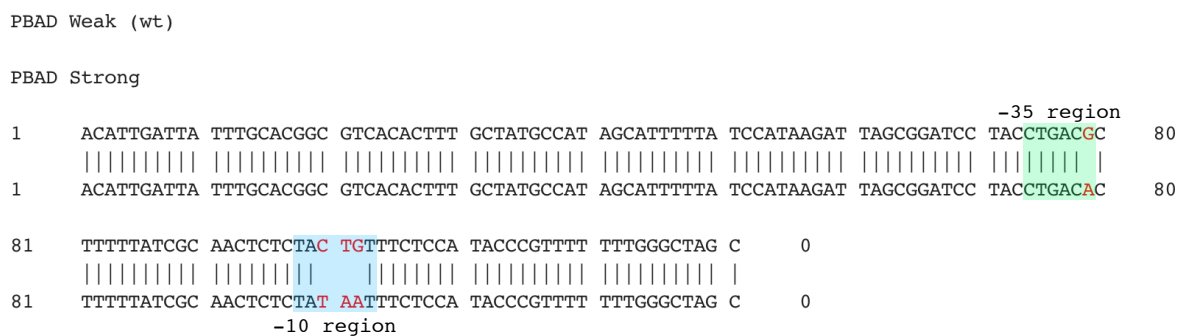 PBAD Weak (wt)
PBAD Strong
-35 region
1 ACATTGATTA TTTGCACGGC GTCACACTTT GCTATGCCAT AGCATTTTTA TCCATAAGAT TAGCGGATCC TACCTGACGC 80
|||||||||| |||||||||| |||||||||| |||||||||| |||||||||| |||||||||| |||||||||| |||||||| |
1 ACATTGATTA TTTGCACGGC GTCACACTTT GCTATGCCAT AGCATTTTTA TCCATAAGAT TAGCGGATCC TACCTGACAC 80
81 TTTTTATCGC AACTCTCTAC TGTTTCTCCA TACCCGTTTT TTTGGGCTAG C 0
|||||||||| ||||||||| |||||||| |||||||||| |||||||||| |
81 TTTTTATCGC AACTCTCTAT AATTTCTCCA TACCCGTTTT TTTGGGCTAG C 0
-10 region